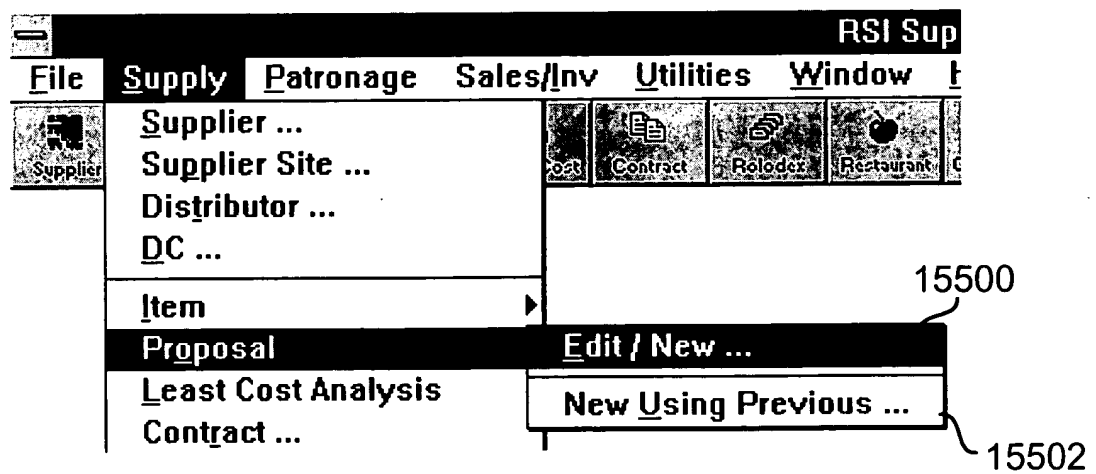 RSI Sup
File Supply Patronage Sales/Inv Utilities Window
Supplier Cost Contract Rolodex Restaurant
Supplier ...
Supplier Site ...
Distributor ...
DC ...
15500
Item
Proposal Edit / New ...
Least Cost Analysis
New Using Previous ...
Contract ...
15502